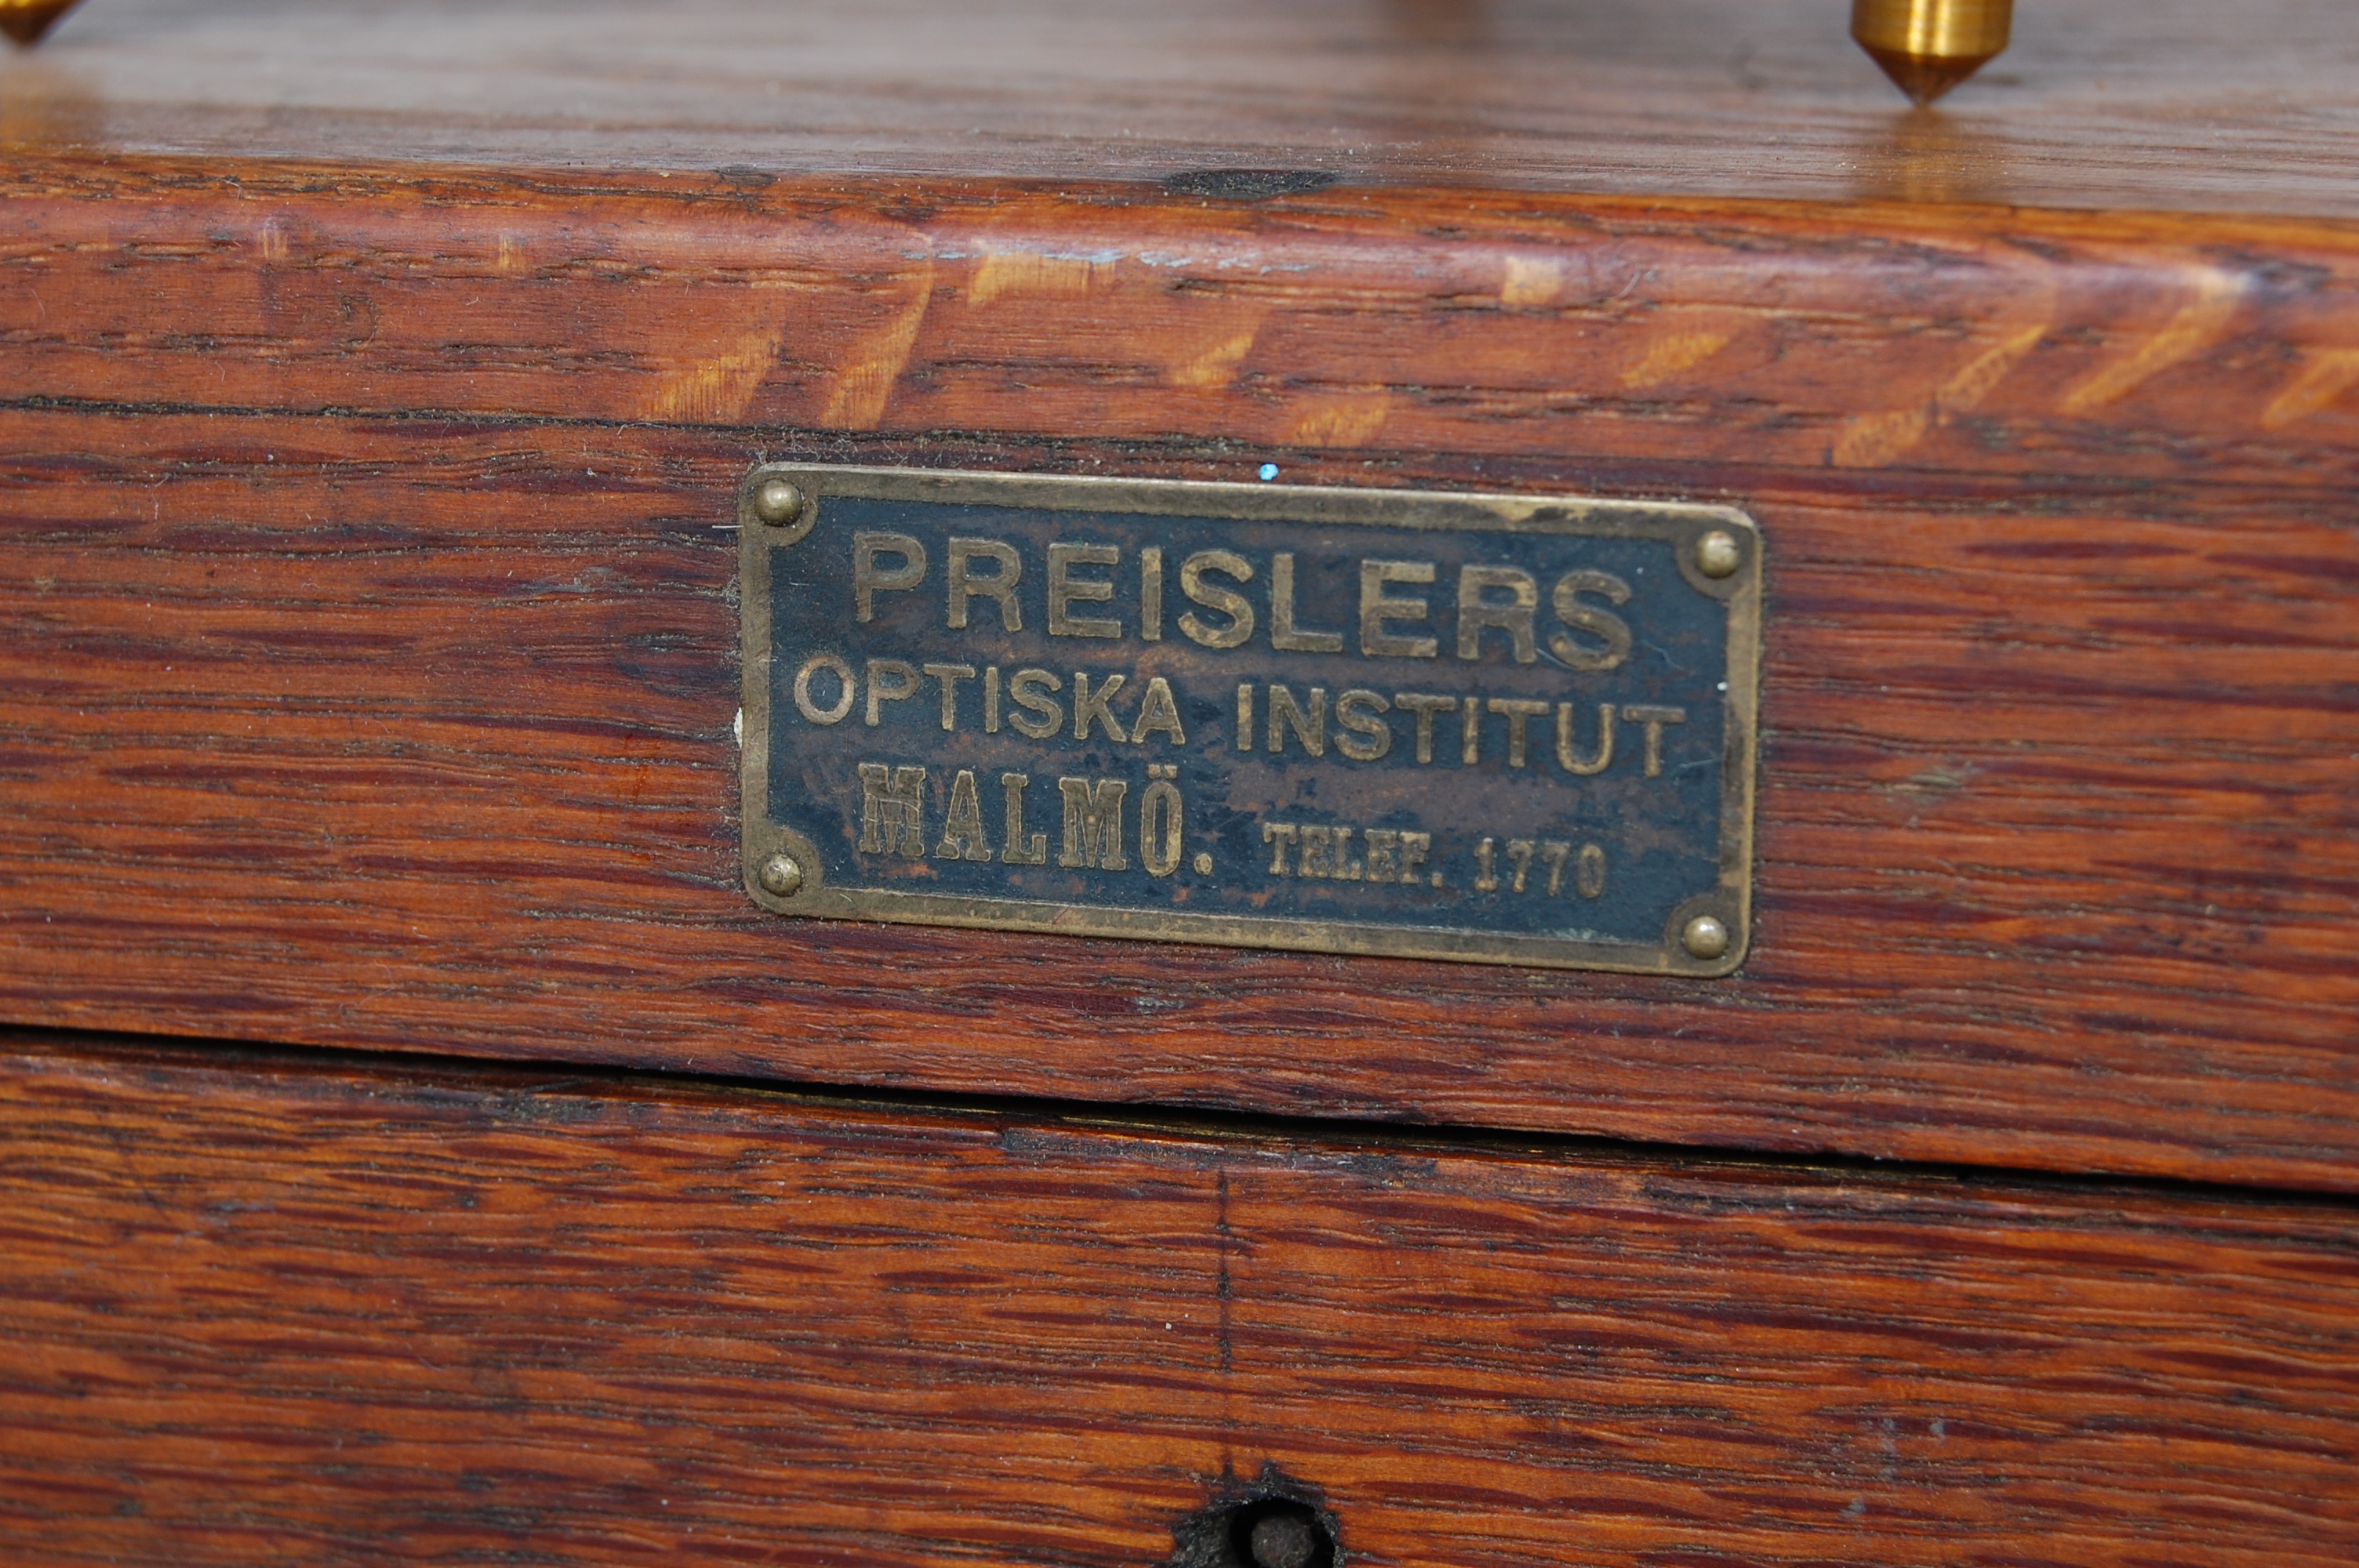 PREISLERS
OPTISKA INSTITUT
MALMÖ. TELEF. 1770